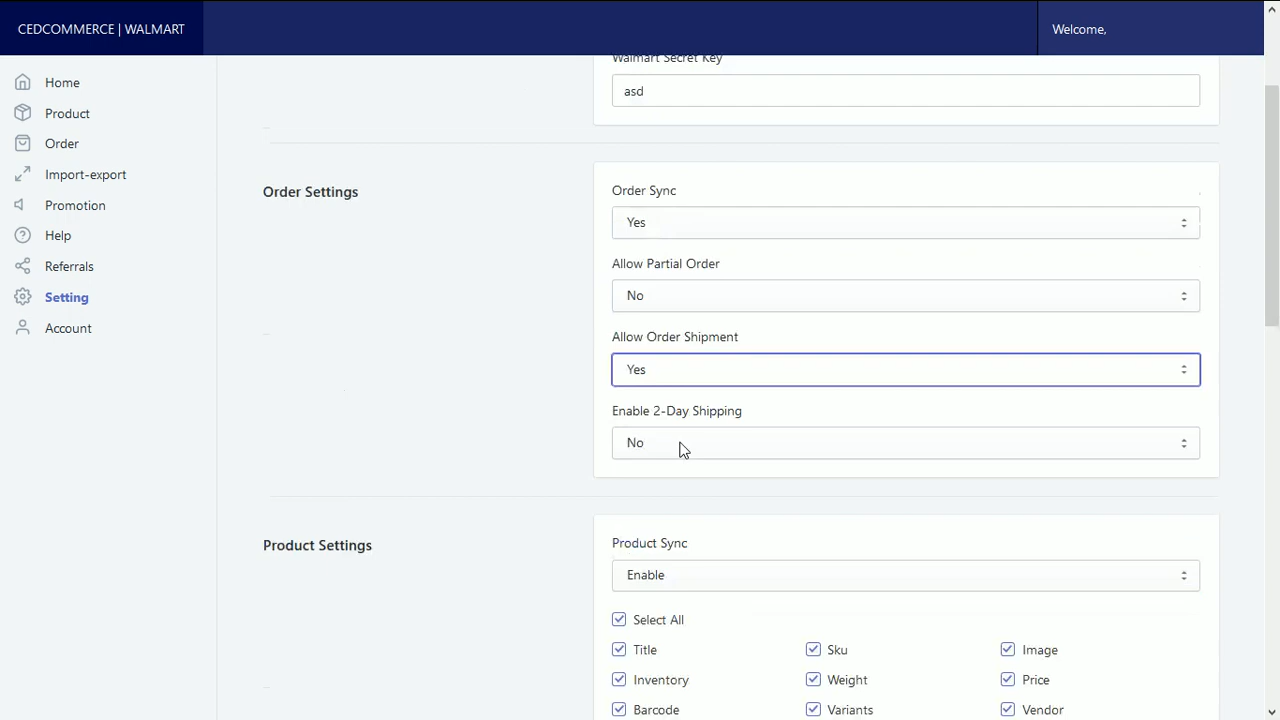 CEDCOMMERCE | WALMART
Welcome,
Home
Product
Order
Import-export
Promotion
Help
Referrals
Setting
Account
Walmart Secret Key
asd
Order Settings
Order Sync
Yes
Allow Partial Order
No
Allow Order Shipment
Yes
Enable 2-Day Shipping
No
Product Settings
Product Sync
Enable
Select All
Title Sku Image
Inventory Weight Price
Barcode Variants Vendor